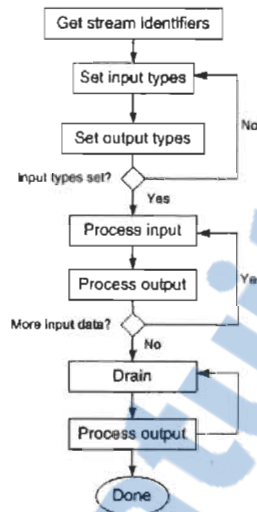 Get stream identifiers
Set input types
No
Set output types
Input types set?
Yes
Process input
Process output
Yes
More input data?
No
Drain
Process output
Done